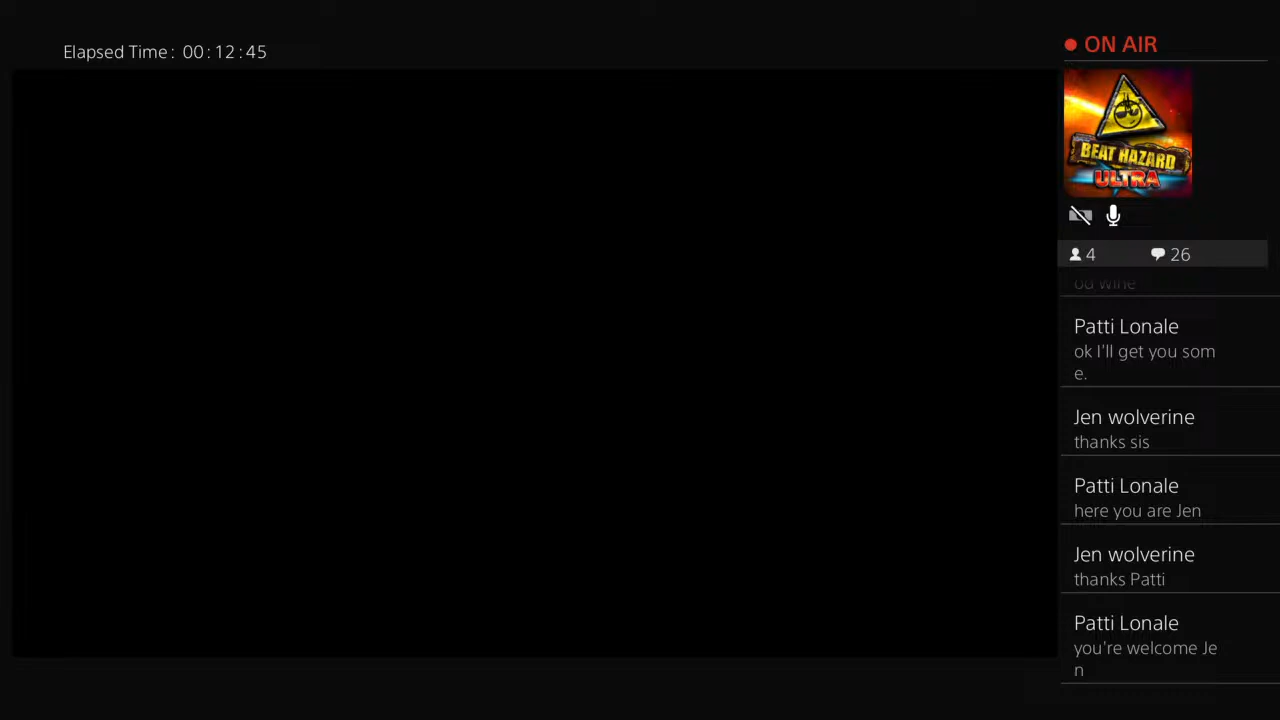 Elapsed Time: 00:12:45
ON AIR
BEAT HAZARD
ULTRA
4 26
od wine
Patti Lonale
ok I'll get you som
e.
Jen wolverine
thanks sis
Patti Lonale
here you are Jen
Jen wolverine
thanks Patti
Patti Lonale
you're welcome Je
n